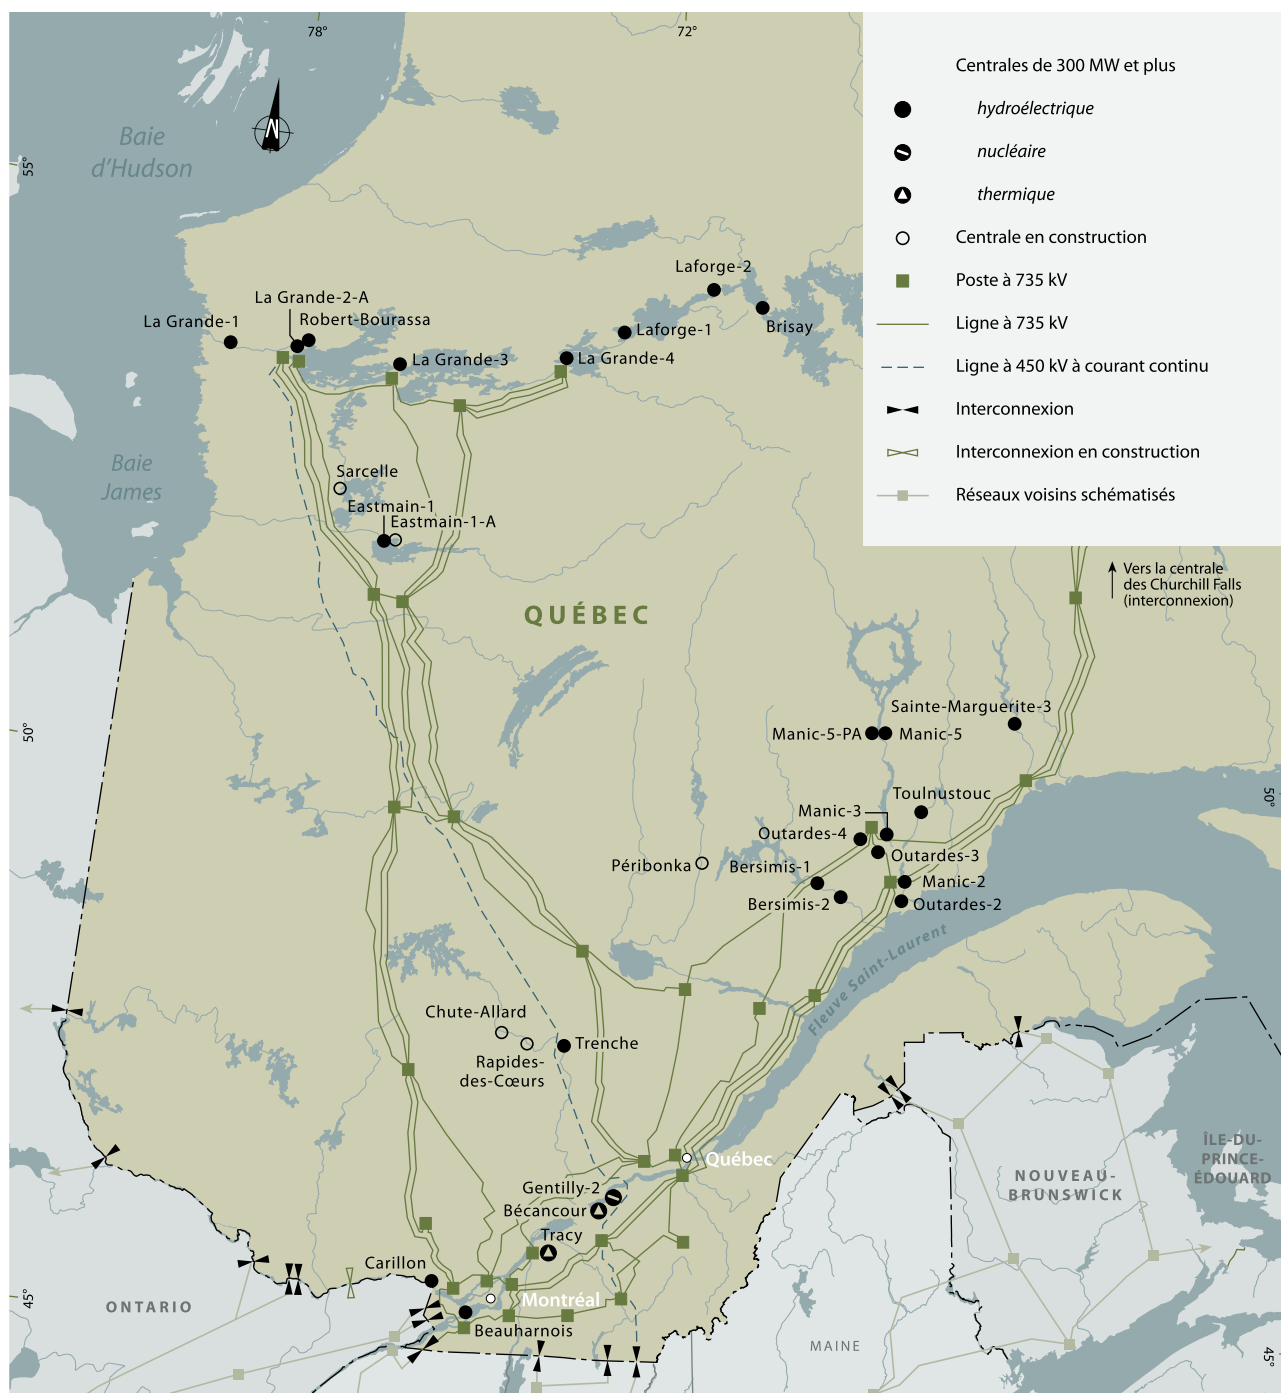 78°
72°
Centrales de 300 MW et plus
hydroélectrique
nucléaire
thermique
Centrale en construction
Poste à 735 kV
Ligne à 735 kV
Ligne à 450 kV à courant continu
Interconnexion
Interconnexion en construction
Réseaux voisins schématisés
N
Baie
d'Hudson
55°
Laforge-2
La Grande-2-A
Robert-Bourassa
La Grande-1
Laforge-1
Brisay
La Grande-3
La Grande-4
Baie
James
Sarcelle
Eastmain-1
Eastmain-1-A
Vers la centrale
des Churchill Falls
(interconnexion)
QUÉBEC
Sainte-Marguerite-3
Manic-5-PA
Manic-5
50°
Toulnustouc
50°
Manic-3
Outardes-4
Outardes-3
Péribonka
Bersimis-1
Manic-2
Bersimis-2
Outardes-2
Fleuve Saint-Laurent
Chute-Allard
Trenche
Rapides-
des-Cœurs
Québec
ÎLE-DU-
PRINCE-
ÉDOUARD
NOUVEAU-
BRUNSWICK
Gentilly-2
Bécancour
Tracy
Carillon
Montréal
ONTARIO
45°
Beauharnois
MAINE
45°